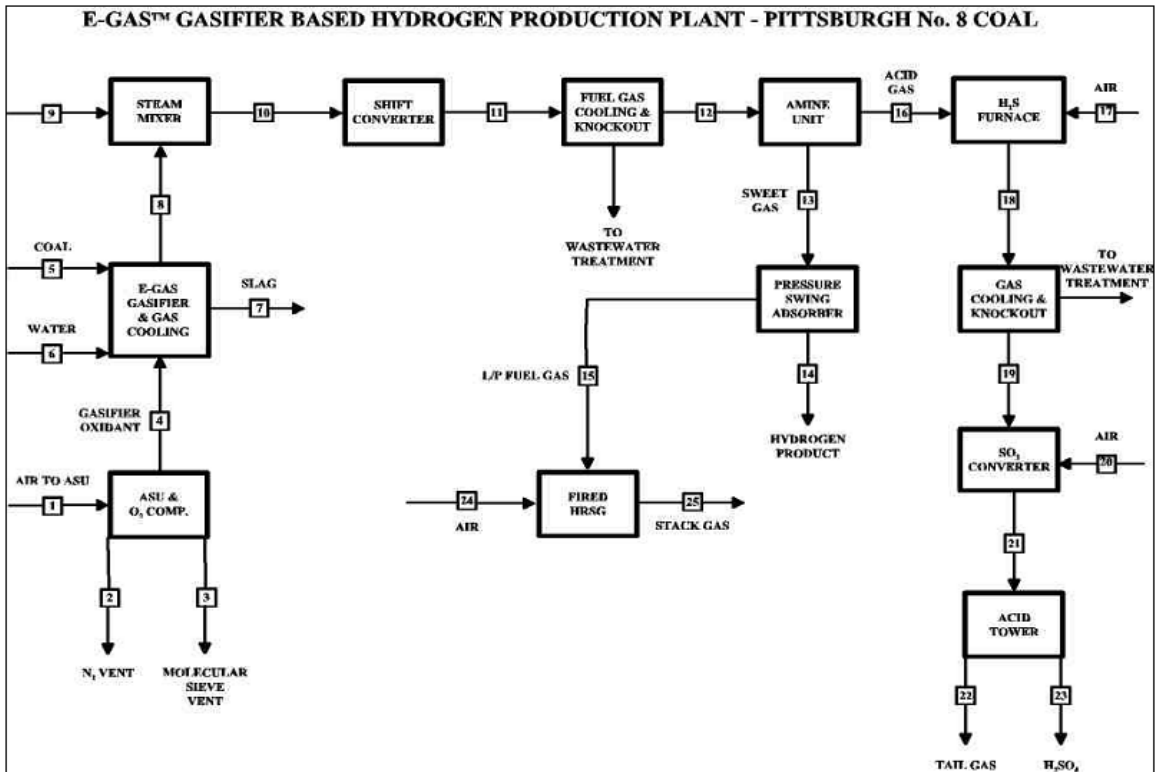 E-GAS™ GASIFIER BASED HYDROGEN PRODUCTION PLANT - PITTSBURGH No. 8 COAL
9
STEAM
MIXER
10
SHIFT
CONVERTER
11
FUEL GAS
COOLING &
KNOCKOUT
12
AMINE
UNIT
ACID
GAS
16
H₂S
FURNACE
AIR
17
8
TO
WASTEWATER
TREATMENT
SWEET
GAS
13
18
COAL
5
E-GAS
GASIFIER
& GAS
COOLING
SLAG
7
WATER
6
PRESSURE
SWING
ADSORBER
GAS
COOLING &
KNOCKOUT
TO
WASTEWATER
TREATMENT
GASIFIER
OXIDANT
4
L/P FUEL GAS
15
14
19
HYDROGEN
PRODUCT
SO₃
CONVERTER
AIR
20
AIR TO ASU
1
ASU &
O₂ COMP.
24
AIR
FIRED
HRSG
25
STACK GAS
21
2
3
N₂ VENT
MOLECULAR
SIEVE
VENT
ACID
TOWER
22
23
TAIL GAS
H₂SO₄